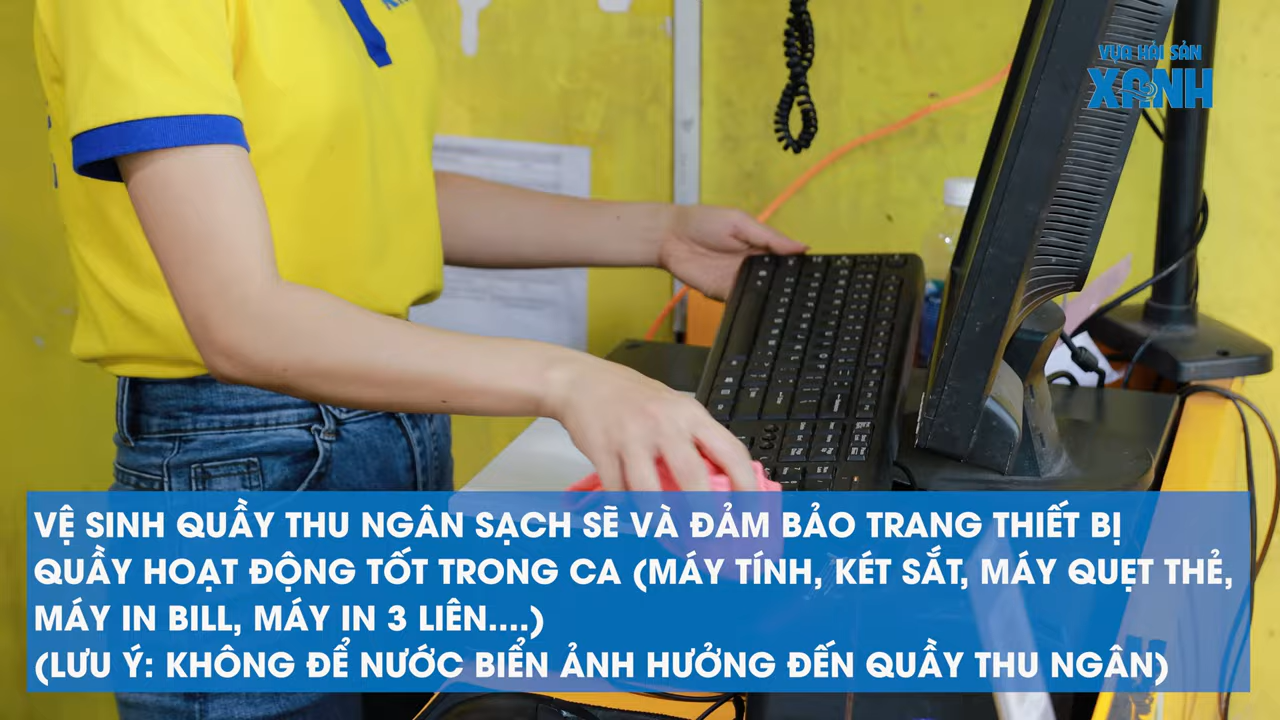 VỰA HẢI SẢN
XANH
VỆ SINH QUẦY THU NGÂN SẠCH SẼ VÀ ĐẢM BẢO TRANG THIẾT BỊ
QUẦY HOẠT ĐỘNG TỐT TRONG CA (MÁY TÍNH, KÉT SẮT, MÁY QUẸT THẺ,
MÁY IN BILL, MÁY IN 3 LIÊN....)
(LƯU Ý: KHÔNG ĐỂ NƯỚC BIỂN ẢNH HƯỞNG ĐẾN QUẦY THU NGÂN)